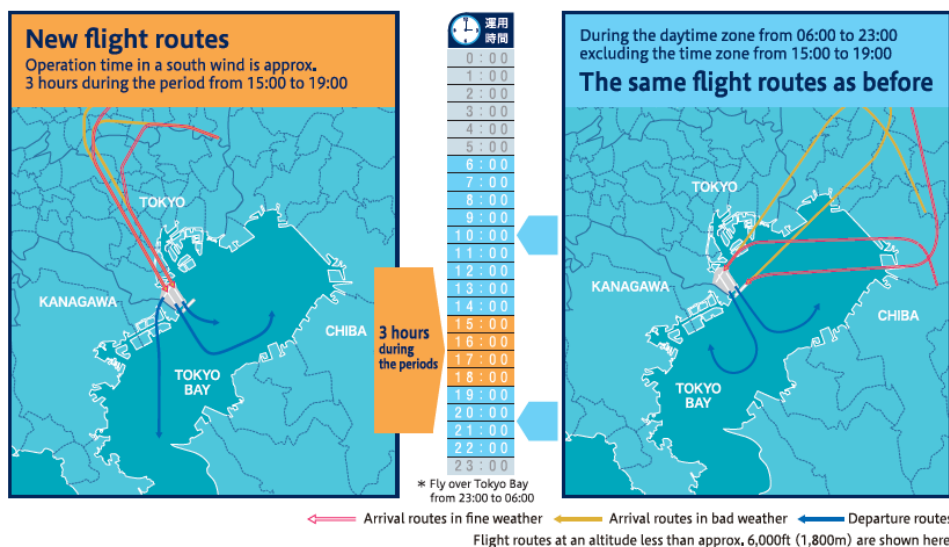 New flight routes
Operation time in a south wind is approx.
3 hours during the period from 15:00 to 19:00
TOKYO
KANAGAWA
CHIBA
TOKYO
BAY
3 hours
during
the periods
運用
時間
0:00
1:00
2:00
3:00
4:00
5:00
6:00
7:00
8:00
9:00
10:00
11:00
12:00
13:00
14:00
15:00
16:00
17:00
18:00
19:00
20:00
21:00
22:00
23:00
* Fly over Tokyo Bay
from 23:00 to 06:00
During the daytime zone from 06:00 to 23:00
excluding the time zone from 15:00 to 19:00
The same flight routes as before
TOKYO
KANAGAWA
CHIBA
TOKYO
BAY
Arrival routes in fine weather
Arrival routes in bad weather
Departure routes
Flight routes at an altitude less than approx. 6,000ft (1,800m) are shown here